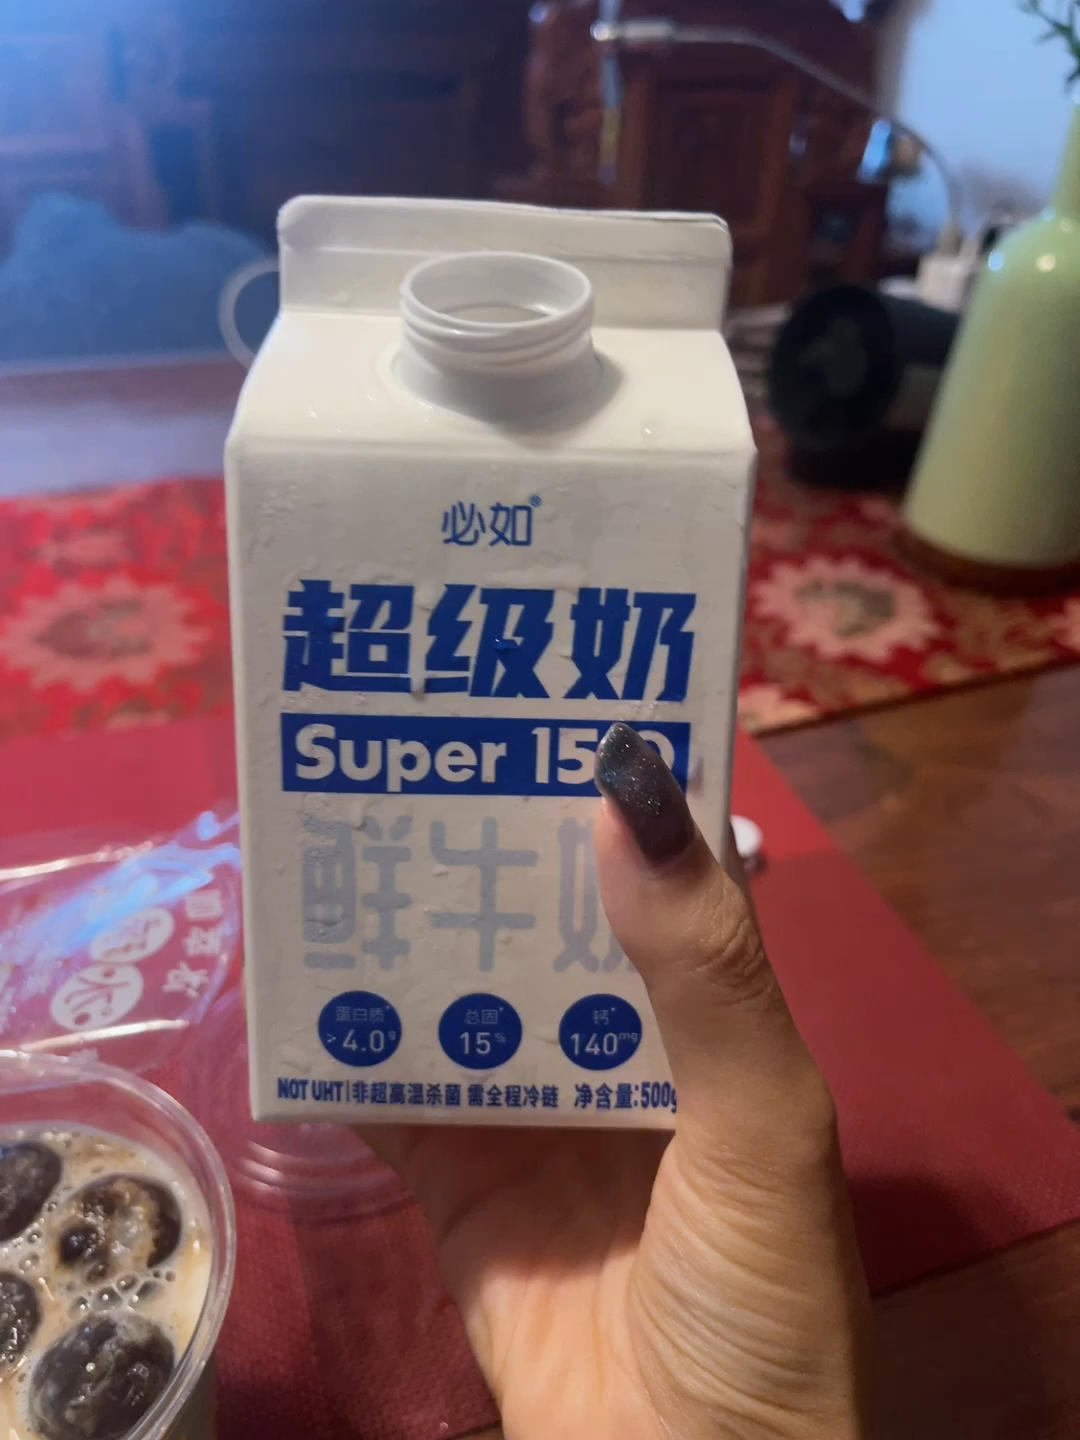 必如®
超级奶
Super 15
鲜牛奶
蛋白质*
>4.0g
总固*
15%
钙*
140mg
NOT UHT|非超高温杀菌 需全程冷链 净含量:500g